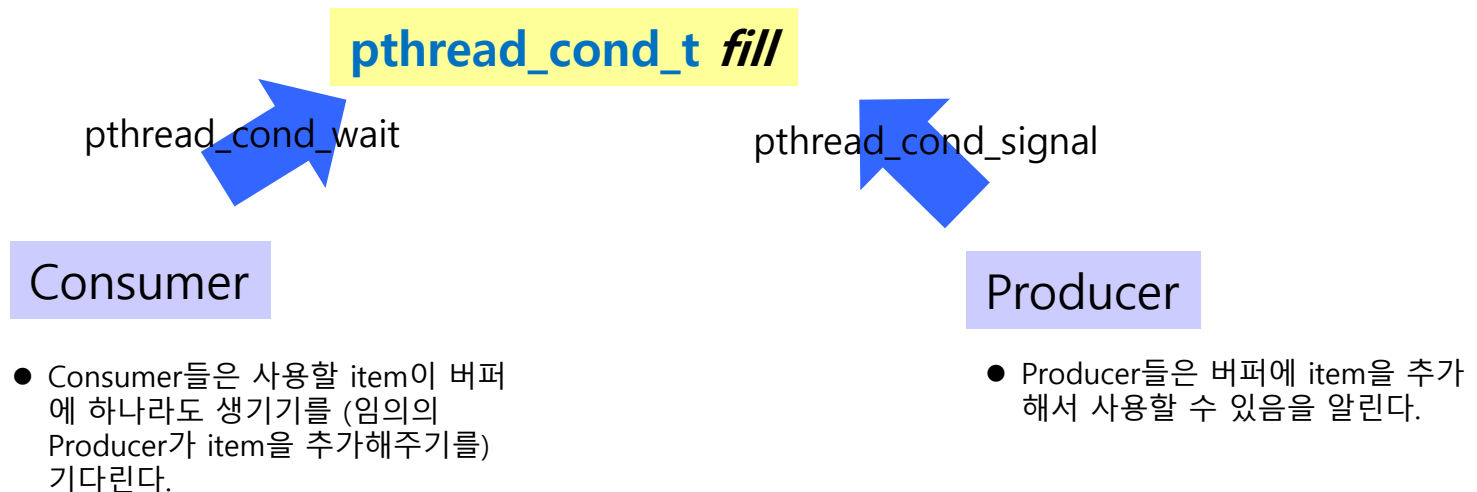 pthread_cond_t fill
pthread_cond_wait
pthread_cond_signal
Consumer
Producer
● Consumer들은 사용할 item이 버퍼
에 하나라도 생기기를 (임의의
Producer가 item을 추가해주기를)
기다린다.
● Producer들은 버퍼에 item을 추가
해서 사용할 수 있음을 알린다.